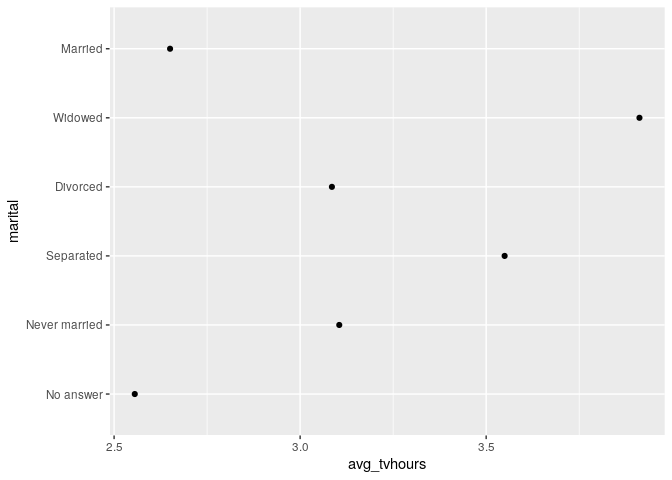 Married
Widowed
Divorced
Separated
Never married
No answer
marital
2.5 3.0 3.5
avg_tvhours